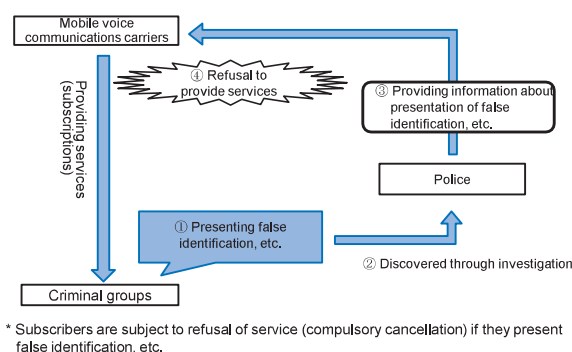 Mobile voice
communications carriers
④ Refusal to
provide services
③ Providing information about
presentation of false
identification, etc.
Providing services
(subscriptions)
Police
① Presenting false
identification, etc.
② Discovered through investigation
Criminal groups
* Subscribers are subject to refusal of service (compulsory cancellation) if they present
false identification, etc.